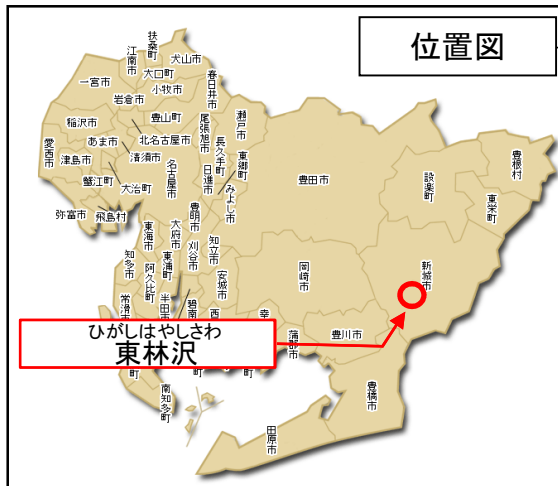 位置図
扶桑町
江南市
犬山市
大口町
小牧市
春日井市
一宮市
岩倉市
稲沢市
豊山町
尾張旭市
瀬戸市
北名古屋市
あま市
清須市
長久手町
東郷町
愛西市
津島市
名古屋市
日進市
みよし市
蟹江町
大治町
豊明市
弥富市
飛島村
大府市
東海市
東浦町
刈谷市
知立市
知多市
阿久比町
安城市
常滑市
半田市
碧南
西
幸
豊田市
岡崎市
設楽町
豊根村
東栄町
新城市
蒲郡市
豊川市
豊橋市
田原市
南知多町
町
町
ひがしはやしさわ
東林沢